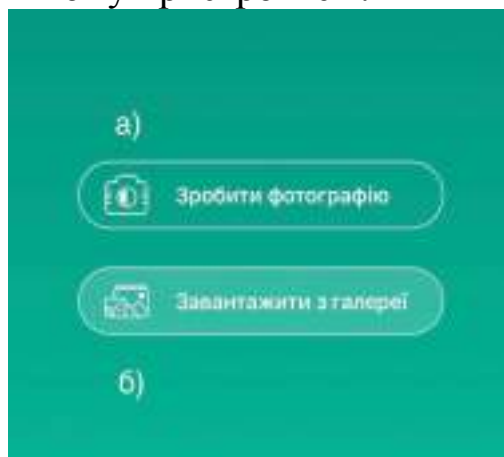 а)
Зробити фотографію
Завантажити з галереї
б)